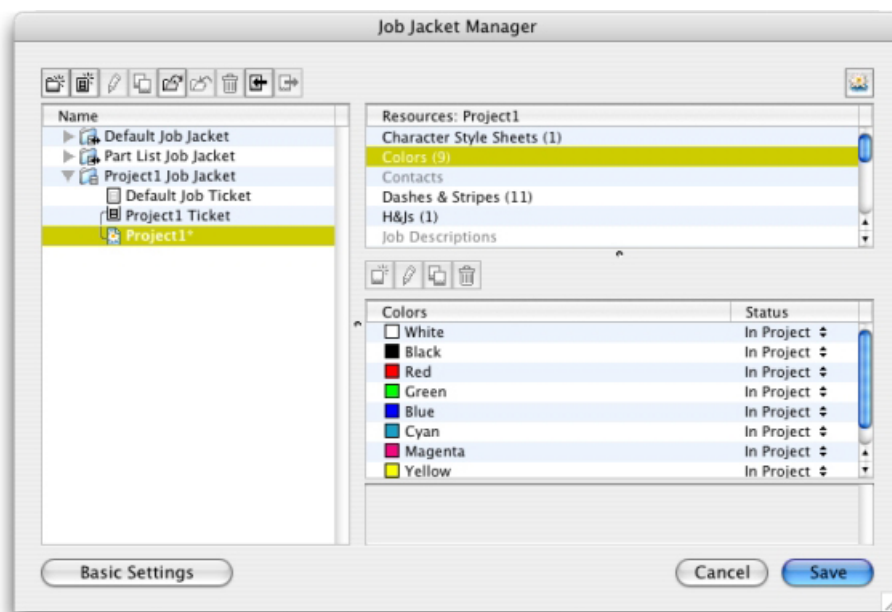 Job Jacket Manager
Name
Default Job Jacket
Part List Job Jacket
Project1 Job Jacket
Default Job Ticket
Project1 Ticket
Project1*
Resources: Project1
Character Style Sheets (1)
Colors (9)
Contacts
Dashes & Stripes (11)
H&Js (1)
Job Descriptions
Colors Status
White In Project
Black In Project
Red In Project
Green In Project
Blue In Project
Cyan In Project
Magenta In Project
Yellow In Project
Basic Settings Cancel Save